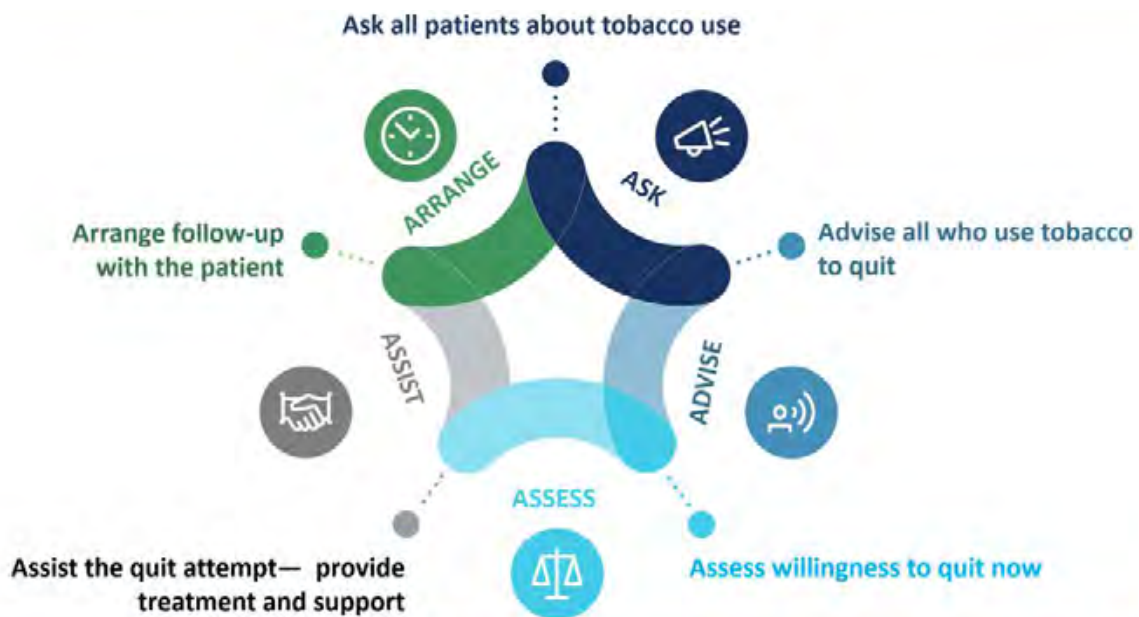 Ask all patients about tobacco use
ARRANGE
ASK
Arrange follow-up
with the patient
Advise all who use tobacco
to quit
ASSIST
ADVISE
ASSESS
Assist the quit attempt— provide
treatment and support
Assess willingness to quit now